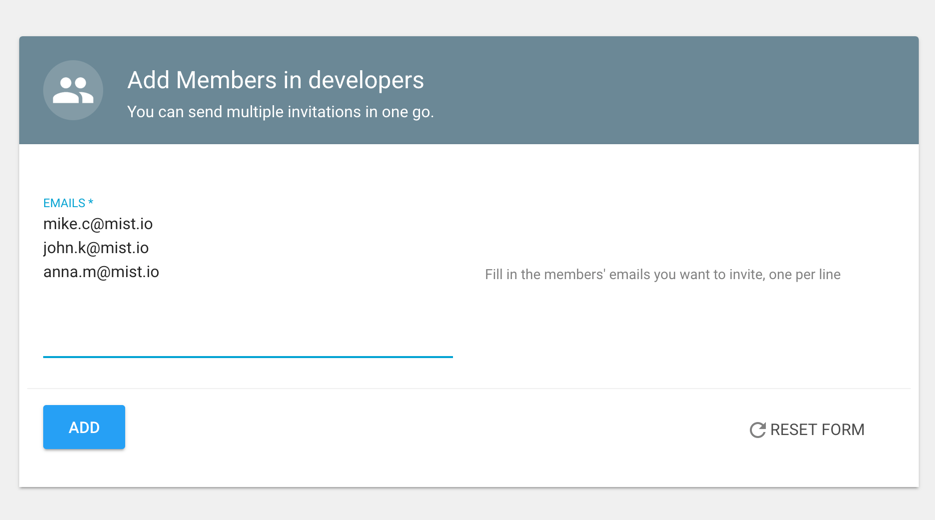 Add Members in developers
You can send multiple invitations in one go.
EMAILS *
mike.c@mist.io
john.k@mist.io
anna.m@mist.io
Fill in the members' emails you want to invite, one per line
ADD
RESET FORM